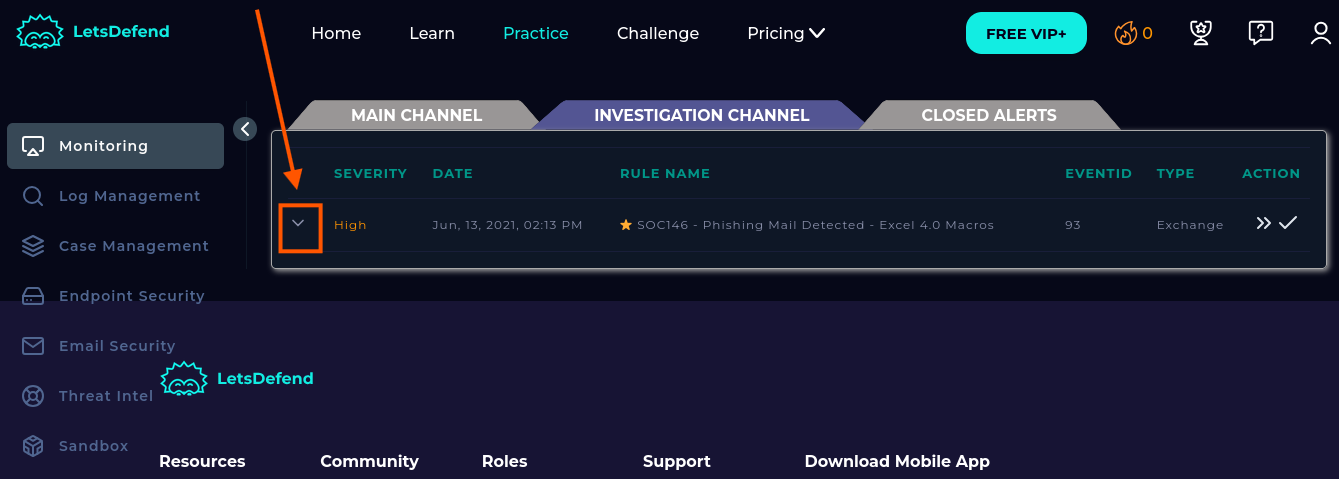 LetsDefend
Home Learn Practice Challenge Pricing
FREE VIP+
0
MAIN CHANNEL INVESTIGATION CHANNEL CLOSED ALERTS
Monitoring
Log Management
Case Management
Endpoint Security
Email Security
Threat Intel
Sandbox
SEVERITY DATE RULE NAME EVENTID TYPE ACTION
High Jun, 13, 2021, 02:13 PM SOC146 - Phishing Mail Detected - Excel 4.0 Macros 93 Exchange
LetsDefend
Resources Community Roles Support Download Mobile App